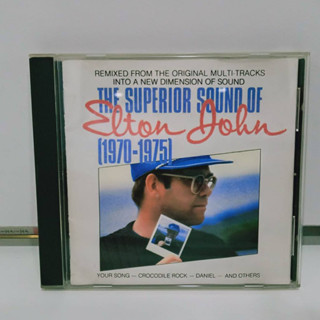 REMIXED FROM THE ORIGINAL MULTI-TRACKS
INTO A NEW DIMENSION OF SOUND
THE SUPERIOR SOUND OF
Elton John
(1970-1975)
YOUR SONG — CROCODILE ROCK — DANIEL — AND OTHERS